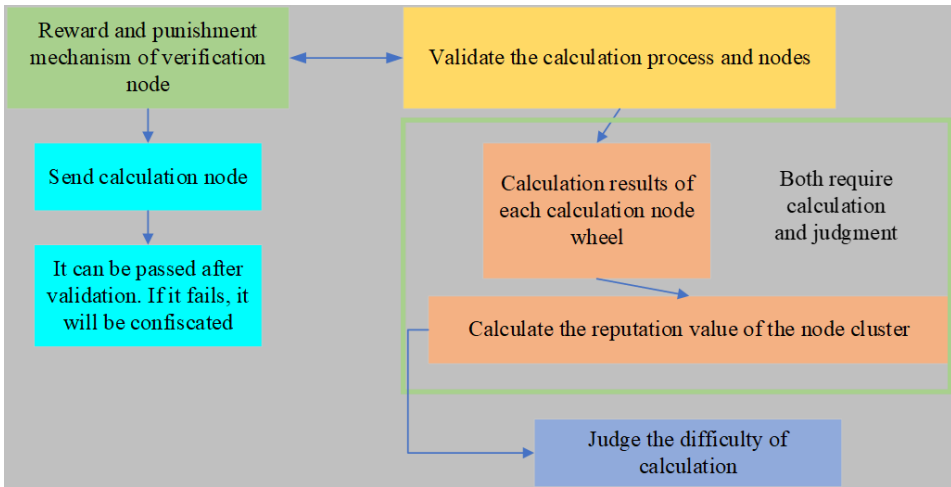 Reward and punishment
mechanism of verification
node
Validate the calculation process and nodes
Send calculation node
It can be passed after
validation. If it fails, it
will be confiscated
Calculation results of
each calculation node
wheel
Both require
calculation
and judgment
Calculate the reputation value of the node cluster
Judge the difficulty of
calculation